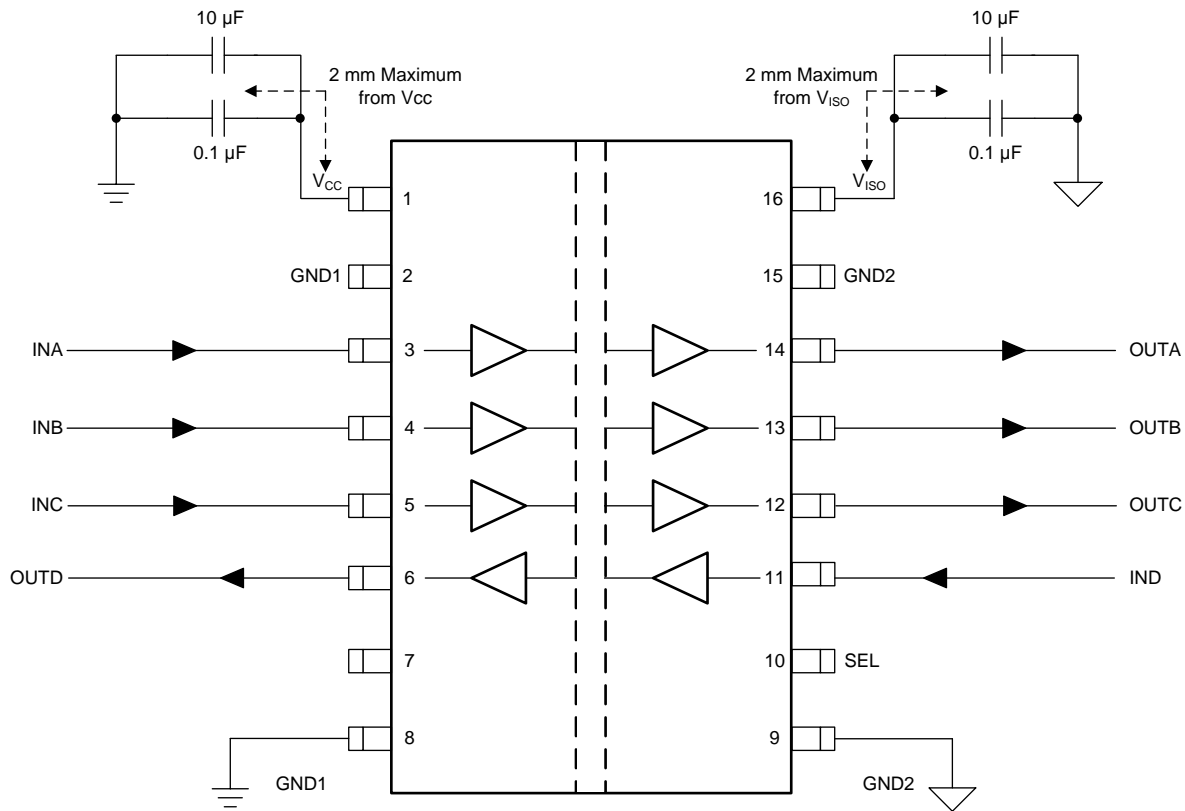 10 µF
10 µF
2 mm Maximum
from Vcc
2 mm Maximum
from VISO
0.1 µF
0.1 µF
VCC
VISO
1
16
GND1
2
15
GND2
INA
3
14
OUTA
INB
4
13
OUTB
INC
5
12
OUTC
OUTD
6
11
IND
7
10
SEL
8
9
GND1
GND2